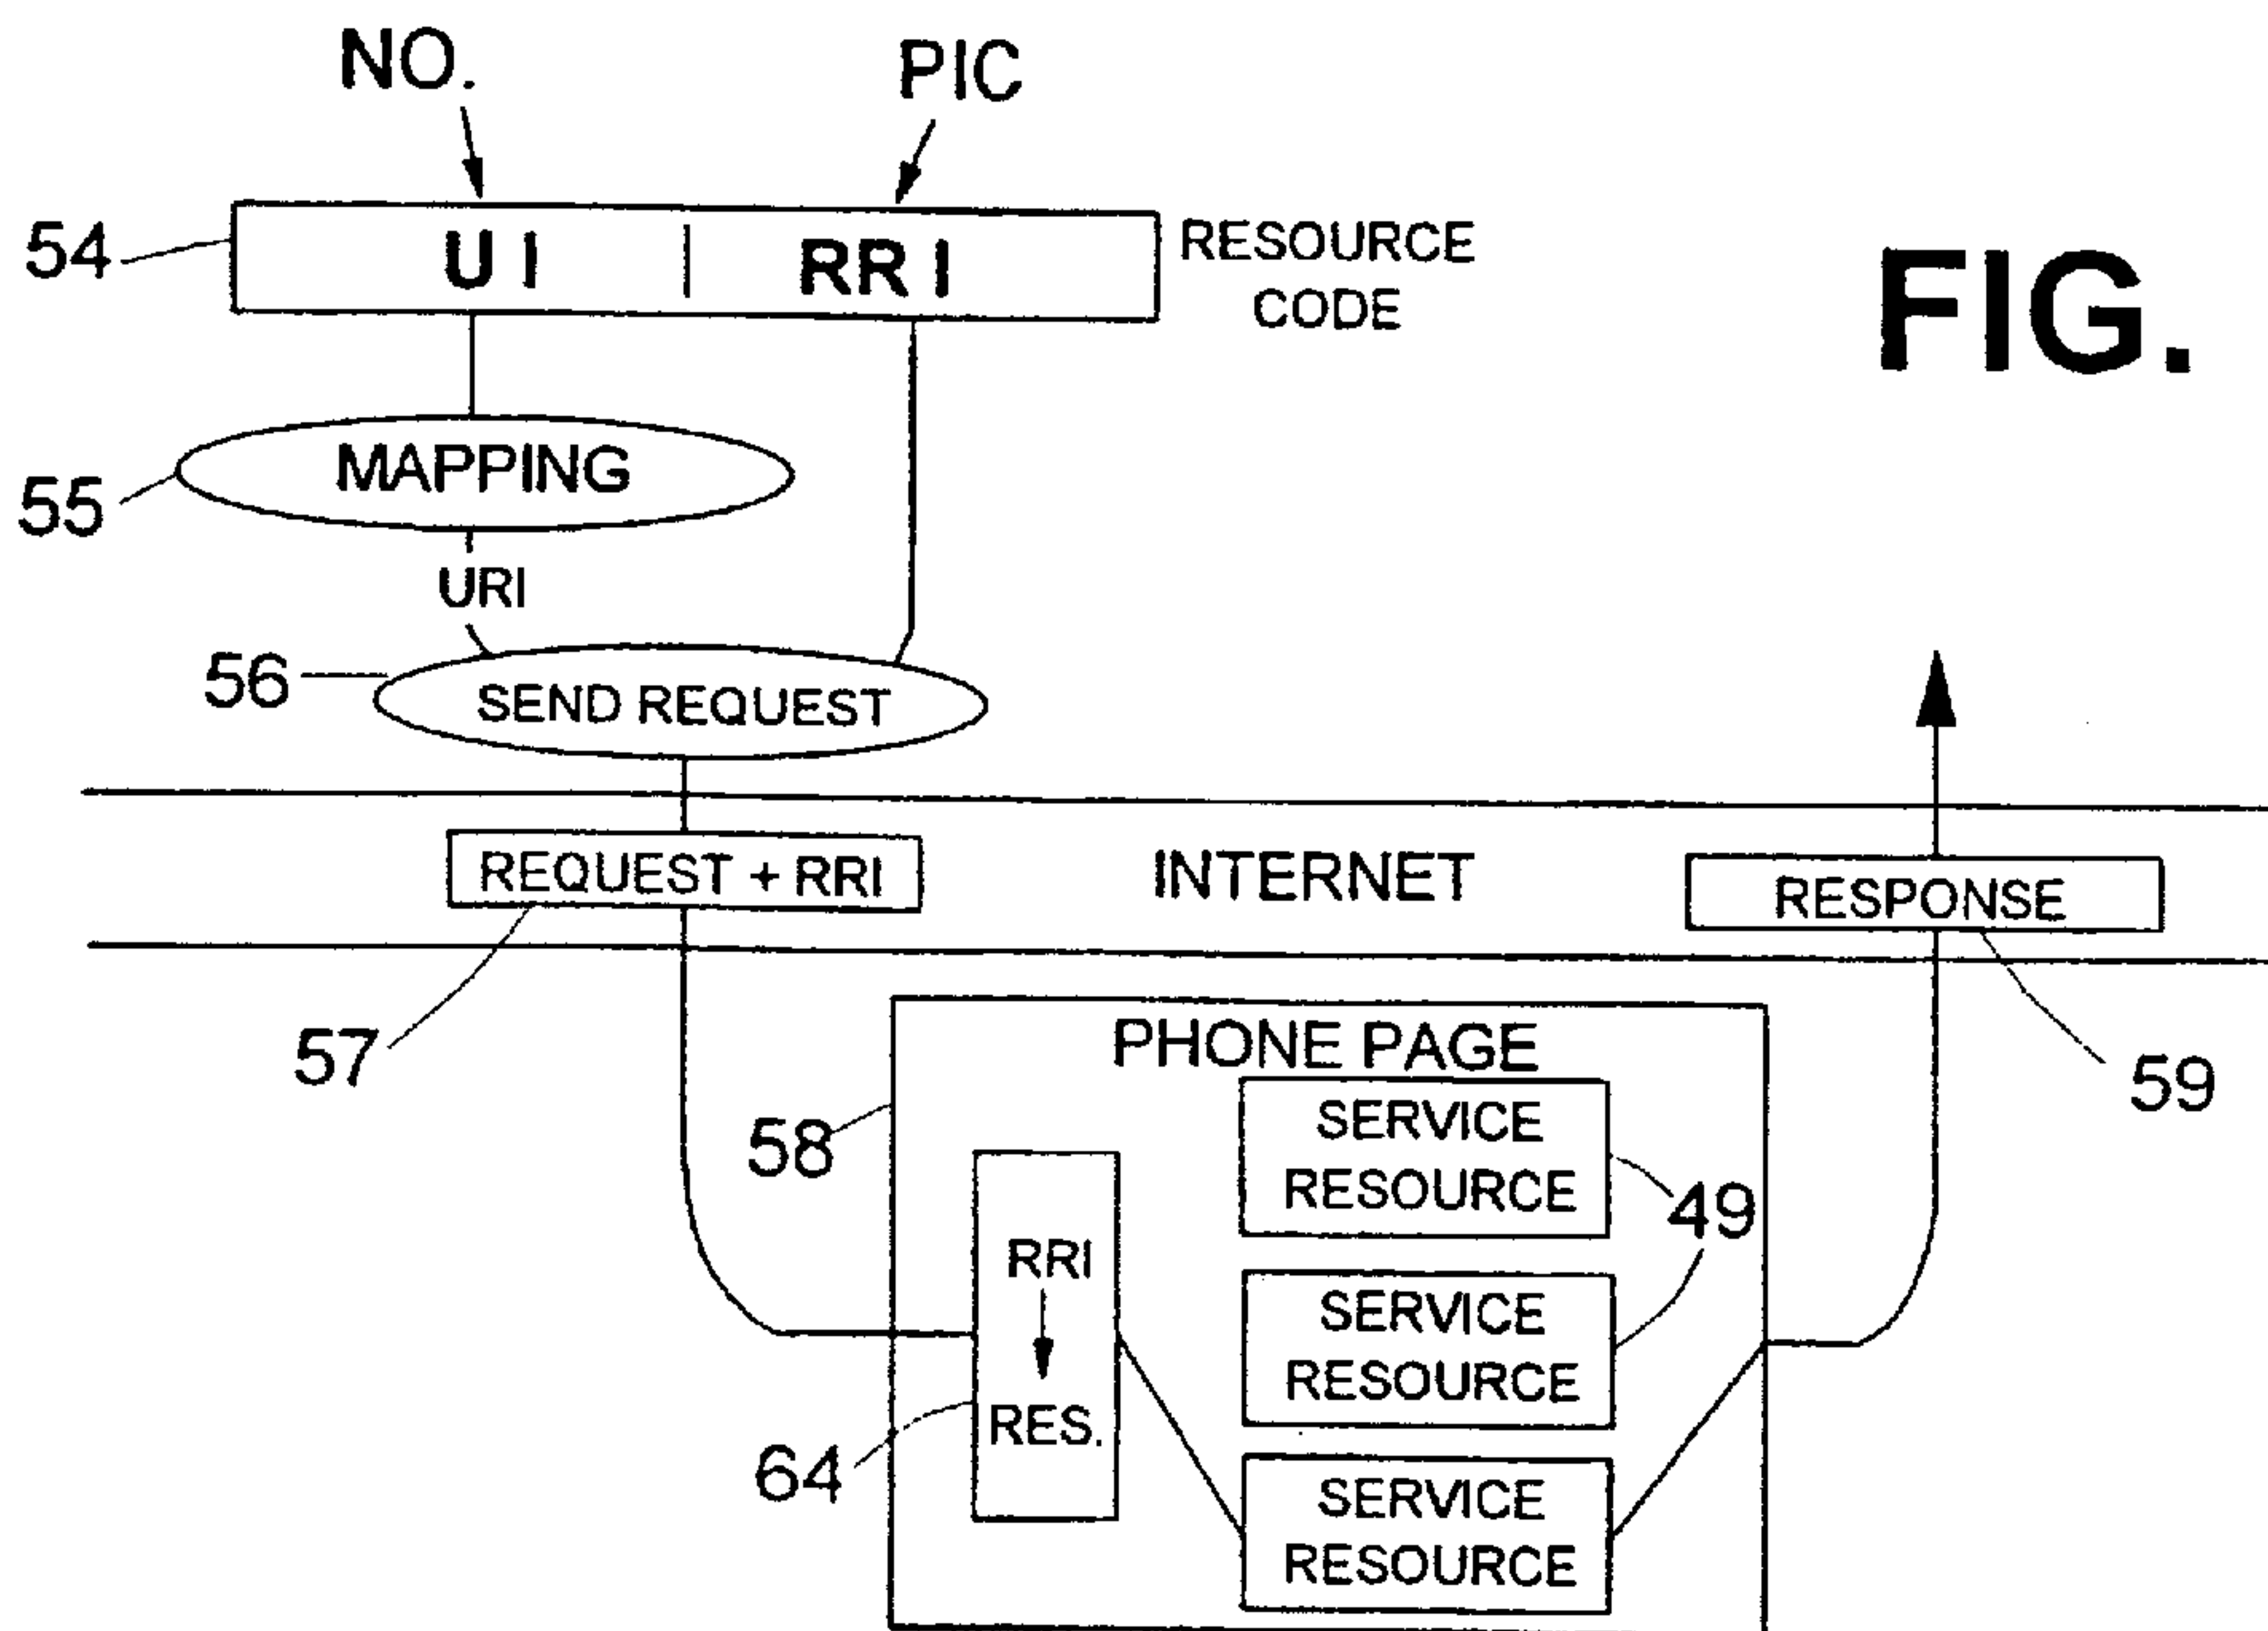 NO.
PIC
54
U I | RR I
RESOURCE
CODE
FIG.
MAPPING
55
URI
56
SEND REQUEST
REQUEST + RRI
INTERNET
RESPONSE
57
59
PHONE PAGE
58
SERVICE
RESOURCE
49
RRI
RES.
64
SERVICE
RESOURCE
SERVICE
RESOURCE